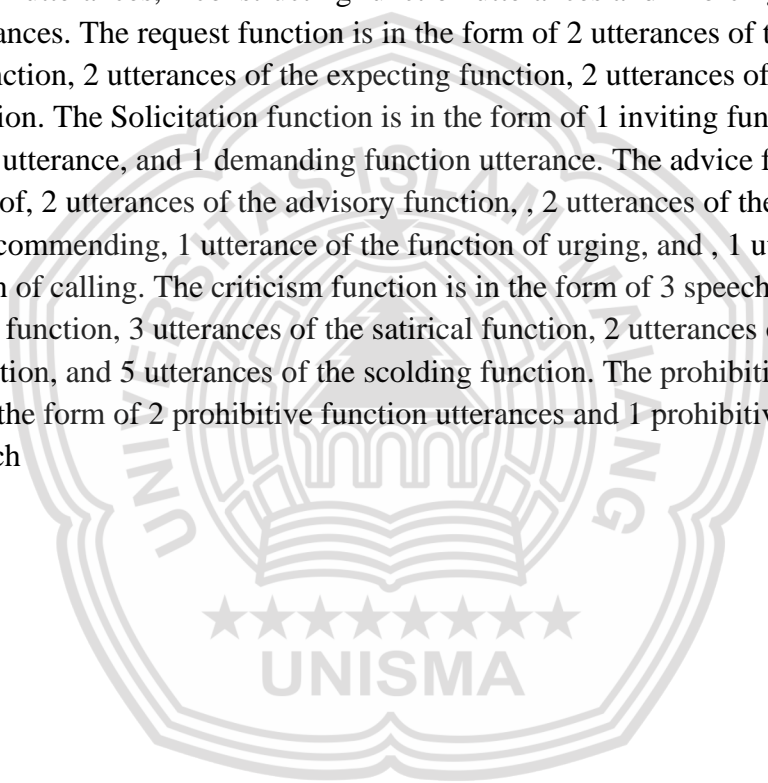 ances. The request function is in the form of 2 utterances of t
nction, 2 utterances of the expecting function, 2 utterances of
ion. The Solicitation function is in the form of 1 inviting fun
utterance, and 1 demanding function utterance. The advice f
of, 2 utterances of the advisory function, , 2 utterances of the
commending, 1 utterance of the function of urging, and , 1 u
n of calling. The criticism function is in the form of 3 speech
function, 3 utterances of the satirical function, 2 utterances
tion, and 5 utterances of the scolding function. The prohibiti
the form of 2 prohibitive function utterances and 1 prohibitiv
ch
UNIVERSITAS ISLAM MALANG
UNISMA